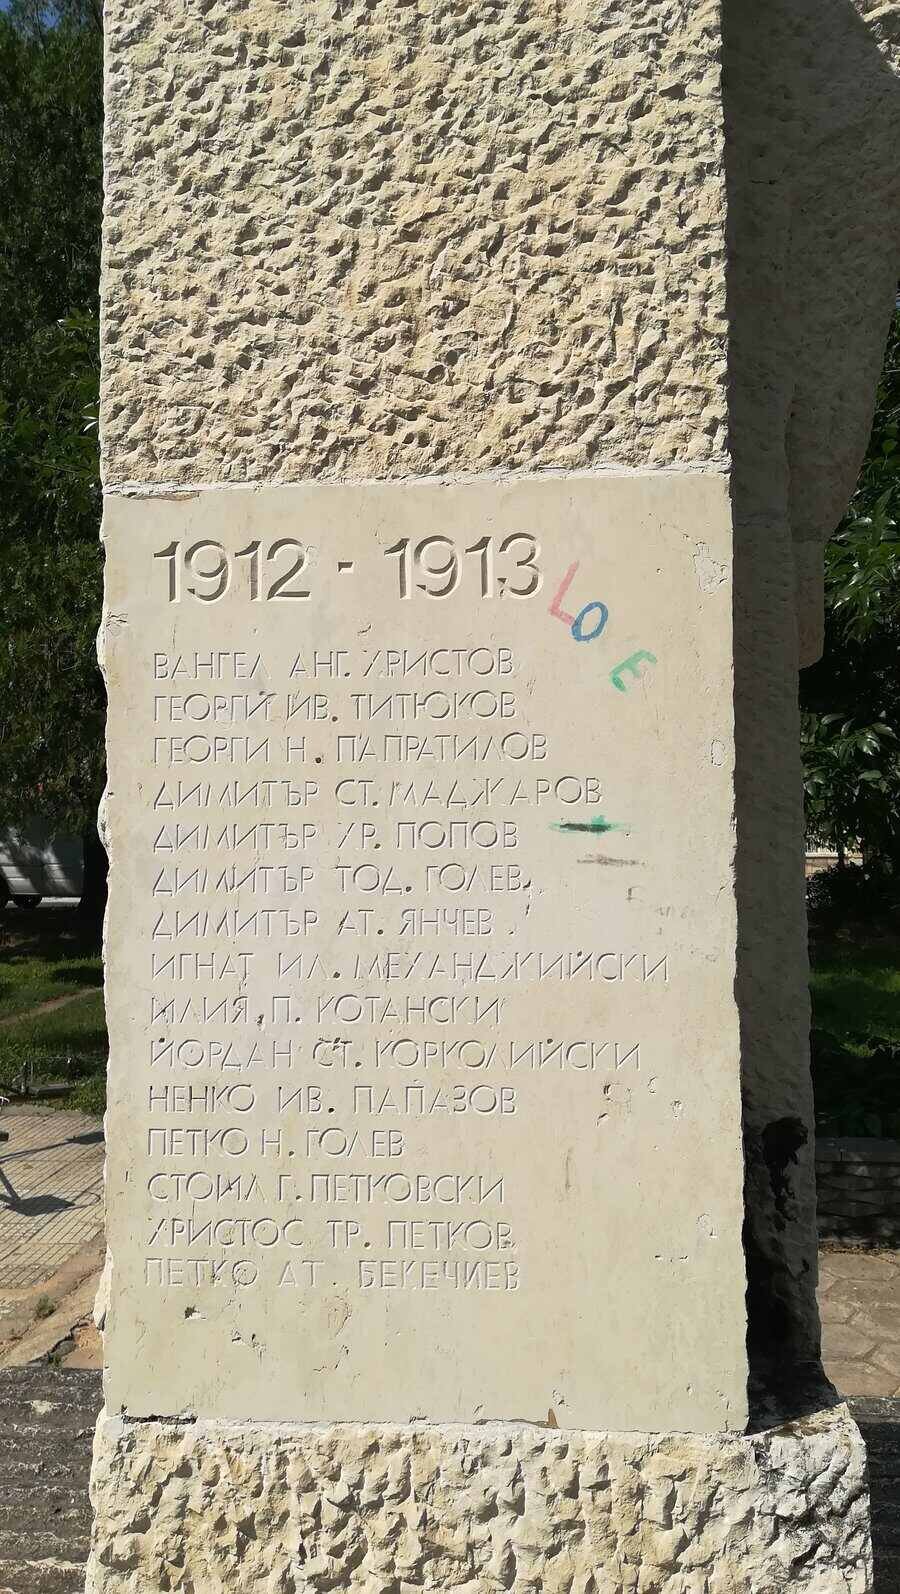 1912 - 1913
LOE
ВАНГЕЛ АНГ. ХРИСТОВ
ГЕОРГИ ИВ. ТИТЮКОВ
ГЕОРГИ Н. ПАПРАТИЛОВ
ДИМИТЪР СТ. МАДЖАРОВ
ДИМИТЪР ХР. ПОПОВ
ДИМИТЪР ТОД. ГОЛЕВ
ДИМИТЪР АТ. ЯНЧЕВ
ИГНАТ ИЛ. МЕХАНДЖИЙСКИ
ИЛИЯ П. КОТАНСКИ
ЙОРДАН СТ. КОРКОЛИЙСКИ
НЕНКО ИВ. ПАПАЗОВ
ПЕТКО Н. ГОЛЕВ
СТОИЛ Г. ПЕТКОВСКИ
ХРИСТОС ТР. ПЕТКОВ
ПЕТКО АТ. БЕКЕЧИЕВ